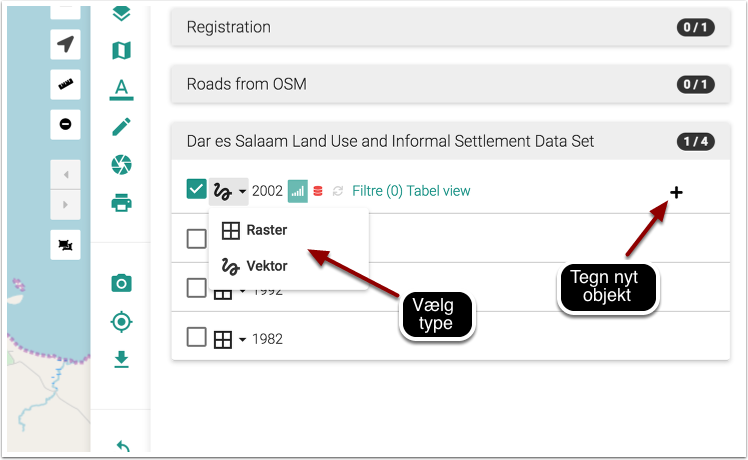 Registration
0 / 1
Roads from OSM
0 / 1
Dar es Salaam Land Use and Informal Settlement Data Set
1 / 4
2002 Filtre (0) Tabel view
Raster
Vektor
1992
1982
Vælg
type
Tegn nyt
objekt